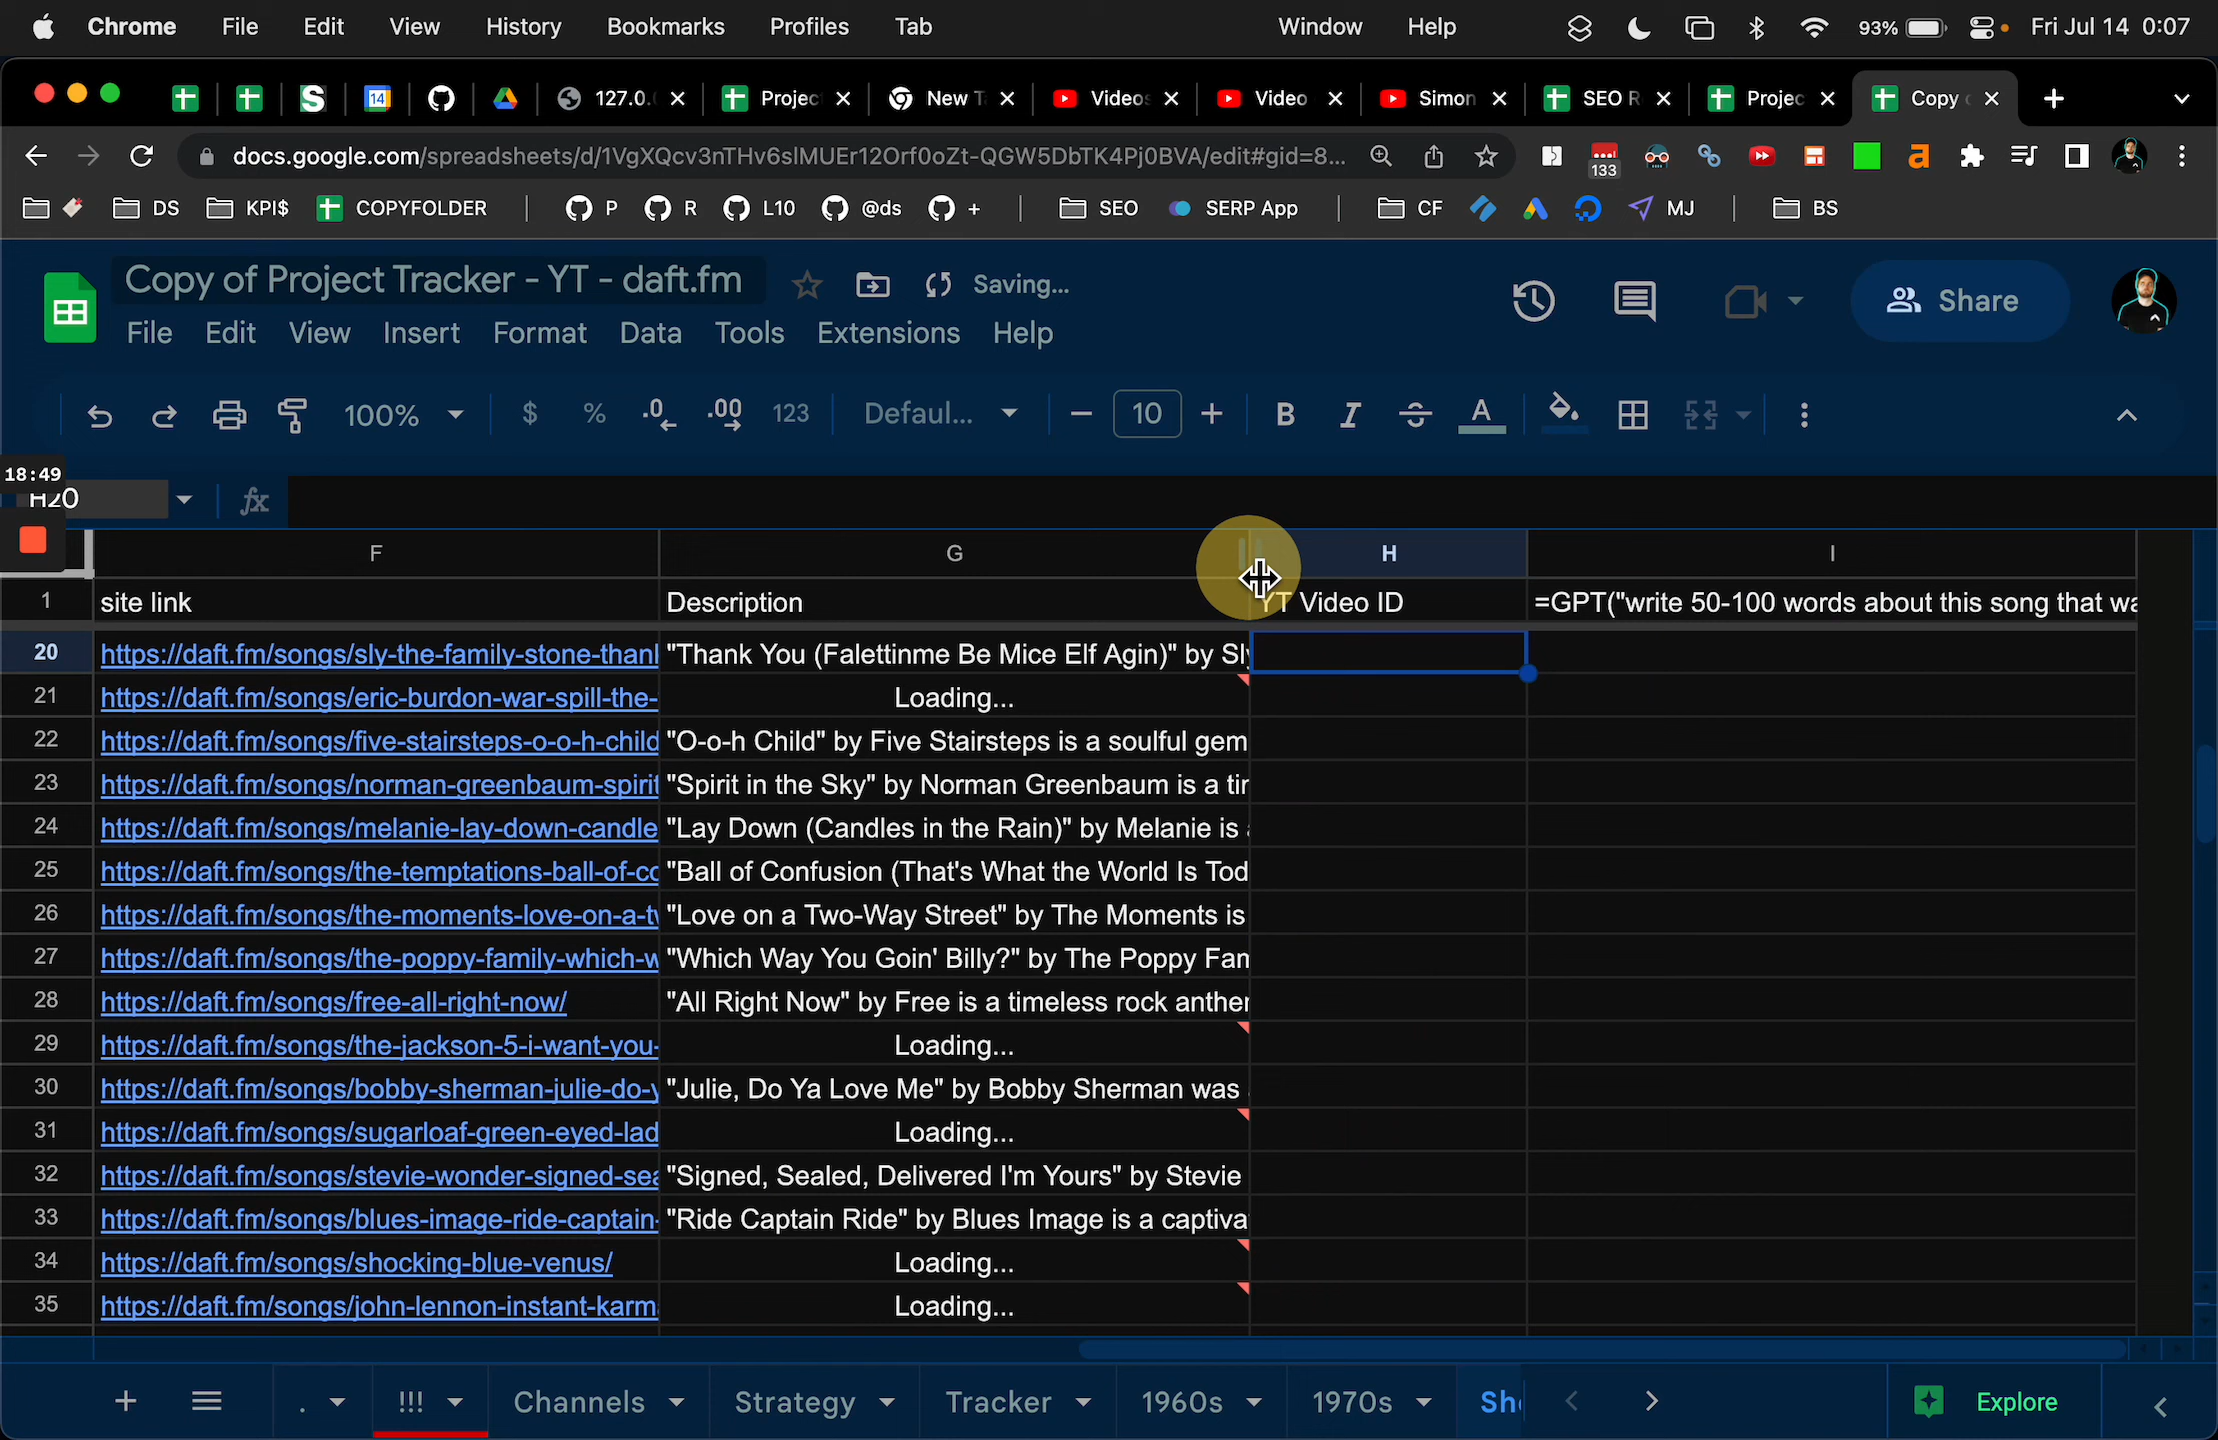 Chrome File Edit View History Bookmarks Profiles Tab Window Help 93% Fri Jul 14 0:07
14 127.0. Projec New T Videos Video Simon SEO R Projec Copy
docs.google.com/spreadsheets/d/1VgXQcv3nTHv6slMUEr12Orf0oZt-QGW5DbTK4Pj0BVA/edit#gid=8... 133
DS KPI$ COPYFOLDER P R L10 @ds + SEO SERP App CF MJ BS
Copy of Project Tracker - YT - daft.fm Saving... Share
File Edit View Insert Format Data Tools Extensions Help
100% $ % .0 .00 123 Defaul... 10 B I A
18:49
H20 fx
F G H I
1 site link Description YT Video ID =GPT("write 50-100 words about this song that wa
20 https://daft.fm/songs/sly-the-family-stone-thanl "Thank You (Falettinme Be Mice Elf Agin)" by Sly
21 https://daft.fm/songs/eric-burdon-war-spill-the- Loading...
22 https://daft.fm/songs/five-stairsteps-o-o-h-child "O-o-h Child" by Five Stairsteps is a soulful gem
23 https://daft.fm/songs/norman-greenbaum-spirit "Spirit in the Sky" by Norman Greenbaum is a tir
24 https://daft.fm/songs/melanie-lay-down-candle "Lay Down (Candles in the Rain)" by Melanie is
25 https://daft.fm/songs/the-temptations-ball-of-co "Ball of Confusion (That's What the World Is Tod
26 https://daft.fm/songs/the-moments-love-on-a-tv "Love on a Two-Way Street" by The Moments is
27 https://daft.fm/songs/the-poppy-family-which-w "Which Way You Goin' Billy?" by The Poppy Fam
28 https://daft.fm/songs/free-all-right-now/ "All Right Now" by Free is a timeless rock anther
29 https://daft.fm/songs/the-jackson-5-i-want-you- Loading...
30 https://daft.fm/songs/bobby-sherman-julie-do-y "Julie, Do Ya Love Me" by Bobby Sherman was
31 https://daft.fm/songs/sugarloaf-green-eyed-lad Loading...
32 https://daft.fm/songs/stevie-wonder-signed-sea "Signed, Sealed, Delivered I'm Yours" by Stevie
33 https://daft.fm/songs/blues-image-ride-captain- "Ride Captain Ride" by Blues Image is a captiva
34 https://daft.fm/songs/shocking-blue-venus/ Loading...
35 https://daft.fm/songs/john-lennon-instant-karm Loading...
. !!! Channels Strategy Tracker 1960s 1970s Sh Explore